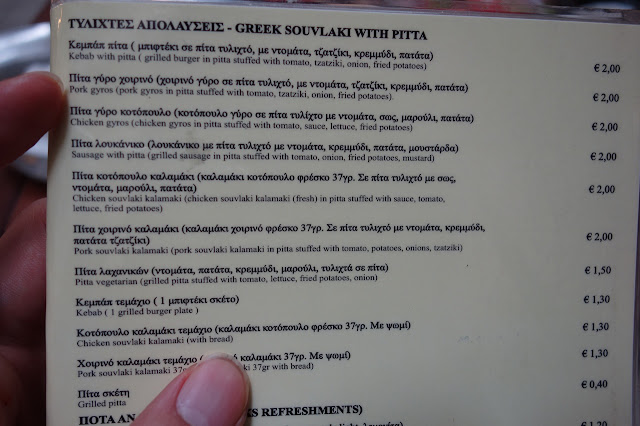 ΤΥΛΙΧΤΕΣ ΑΠΟΛΑΥΣΕΙΣ - GREEK SOUVLAKI WITH PITTA
Κεμπάπ πίτα ( μπιφτέκι σε πίτα τυλιχτό, με ντομάτα, τζατζίκι, κρεμμύδι, πατάτα)
Kebab with pitta ( grilled burger in pitta stuffed with tomato, tzatziki, onion, fried potatoes)
€ 2,00
Πίτα γύρο χοιρινό (χοιρινό γύρο σε πίτα τυλιχτό, με ντομάτα, τζατζίκι, κρεμμύδι, πατάτα)
Pork gyros (pork gyros in pitta stuffed with tomato, tzatziki, onion, fried potatoes).
€ 2,00
Πίτα γύρο κοτόπουλο (κοτόπουλο γύρο σε πίτα τυλίχτο με ντομάτα, σως, μαρούλι, πατάτα)
Chicken gyros (chicken gyros in pitta stuffed with tomato, sauce, lettuce, fried potatoes)
€ 2,00
Πίτα λουκάνικο (λουκάνικο με πίτα τυλιχτό με ντομάτα, κρεμμύδι, πατάτα, μουστάρδα)
Sausage with pitta (grilled sausage in pitta stuffed with tomato, onion, fried potatoes, mustard)
€ 2,00
Πίτα κοτόπουλο καλαμάκι (καλαμάκι κοτόπουλο φρέσκο 37γρ. Σε πίτα τυλιχτό με σως,
ντομάτα, μαρούλι, πατάτα)
Chicken souvlaki kalamaki (chicken souvlaki kalamaki (fresh) in pitta stuffed with sauce, tomato,
lettuce, fried potatoes)
€ 2,00
Πίτα χοιρινό καλαμάκι (καλαμάκι χοιρινό φρέσκο 37γρ. Σε πίτα τυλιχτό με ντομάτα, κρεμμύδι,
πατάτα τζατζίκι)
Pork souvlaki kalamaki (pork souvlaki kalamaki in pitta stuffed with tomato, potatoes, onions, tzatziki)
€ 2,00
Πίτα λαχανικών (ντομάτα, πατάτα, κρεμμύδι, μαρούλι, τυλιχτά σε πίτα)
Pitta vegetarian (grilled pitta stuffed with tomato, lettuce, fried potatoes, onion)
€ 1,50
Κεμπάπ τεμάχιο ( 1 μπιφτέκι σκέτο)
Kebab ( 1 grilled burger plate )
€ 1,30
Κοτόπουλο καλαμάκι τεμάχιο (καλαμάκι κοτόπουλο φρέσκο 37γρ. Με ψωμί)
Chicken souvlaki kalamaki (with bread)
€ 1,30
Χοιρινό καλαμάκι τεμάχιο ( καλαμάκι 37γρ. Με ψωμί)
Pork souvlaki kalamaki 37gr with bread)
€ 1,30
Πίτα σκέτη
Grilled pitta
€ 0,40
ΠΟΤΑ REFRESHMENTS)
€ 1,20